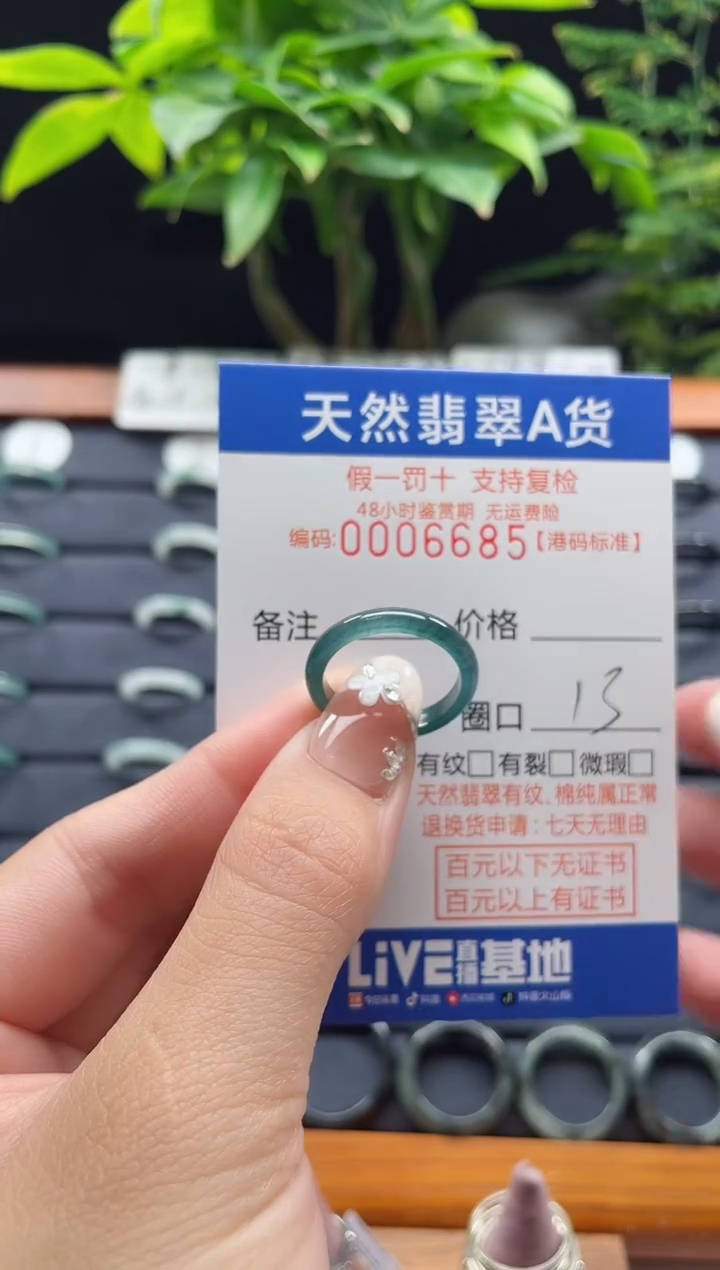 天然翡翠A货
假一罚十 支持复检
48小时鉴赏期 无运费险
编码:0006685【港码标准】
备注 价格
圈口 13
有纹□ 有裂□ 微瑕□
天然翡翠有纹、棉纯属正常
退换货申请:七天无理由
百元以下无证书
百元以上有证书
LiVE直播基地